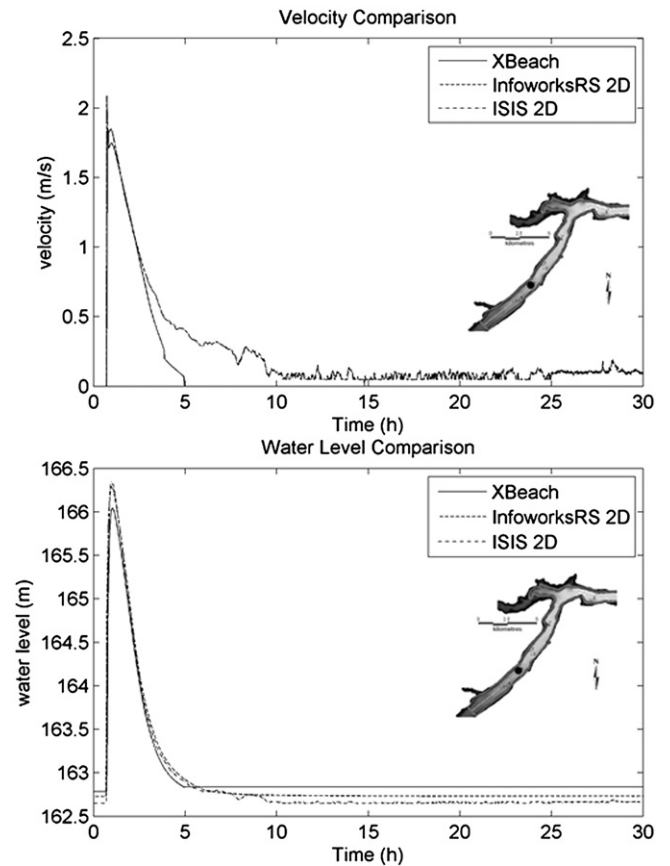 Velocity Comparison
2.5
2
1.5
1
0.5
0
velocity (m/s)
XBeach
InfoworksRS 2D
ISIS 2D
kilometres
N
0 5 10 15 20 25 30
Time (h)
Water Level Comparison
166.5
166
165.5
165
164.5
164
163.5
163
162.5
water level (m)
XBeach
InfoworksRS 2D
ISIS 2D
kilometres
N
0 5 10 15 20 25 30
Time (h)